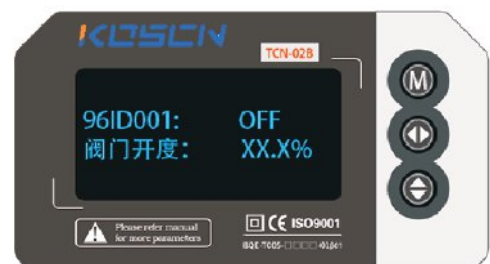 KOSCN
TCN-02B
96ID001: OFF
阀门开度: XX.X%
M
Please refer manual
for more parameters
CE ISO9001